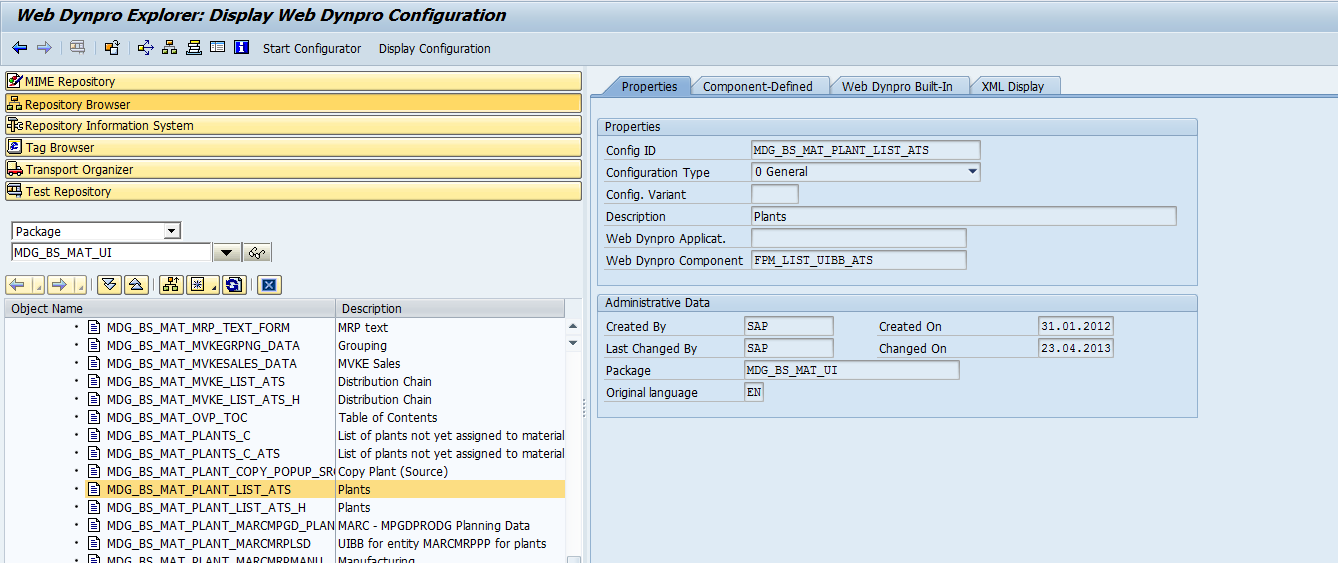 Web Dynpro Explorer: Display Web Dynpro Configuration
Start Configurator Display Configuration
MIME Repository
Repository Browser
Repository Information System
Tag Browser
Transport Organizer
Test Repository
Package
MDG_BS_MAT_UI
Object Name Description
MDG_BS_MAT_MRP_TEXT_FORM MRP text
MDG_BS_MAT_MVKEGRPNG_DATA Grouping
MDG_BS_MAT_MVKESALES_DATA MVKE Sales
MDG_BS_MAT_MVKE_LIST_ATS Distribution Chain
MDG_BS_MAT_MVKE_LIST_ATS_H Distribution Chain
MDG_BS_MAT_OVP_TOC Table of Contents
MDG_BS_MAT_PLANTS_C List of plants not yet assigned to material
MDG_BS_MAT_PLANTS_C_ATS List of plants not yet assigned to material
MDG_BS_MAT_PLANT_COPY_POPUP_SRC Copy Plant (Source)
MDG_BS_MAT_PLANT_LIST_ATS Plants
MDG_BS_MAT_PLANT_LIST_ATS_H Plants
MDG_BS_MAT_PLANT_MARCMPGD_PLAN MARC - MPGDPRODG Planning Data
MDG_BS_MAT_PLANT_MARCMRPLSD UIBB for entity MARCMRPPP for plants
MDG_BS_MAT_PLANT_MARCMRPMANU Manufacturing
Properties Component-Defined Web Dynpro Built-In XML Display
Properties
Config ID MDG_BS_MAT_PLANT_LIST_ATS
Configuration Type 0 General
Config. Variant
Description Plants
Web Dynpro Applicat.
Web Dynpro Component FPM_LIST_UIBB_ATS
Administrative Data
Created By SAP Created On 31.01.2012
Last Changed By SAP Changed On 23.04.2013
Package MDG_BS_MAT_UI
Original language EN